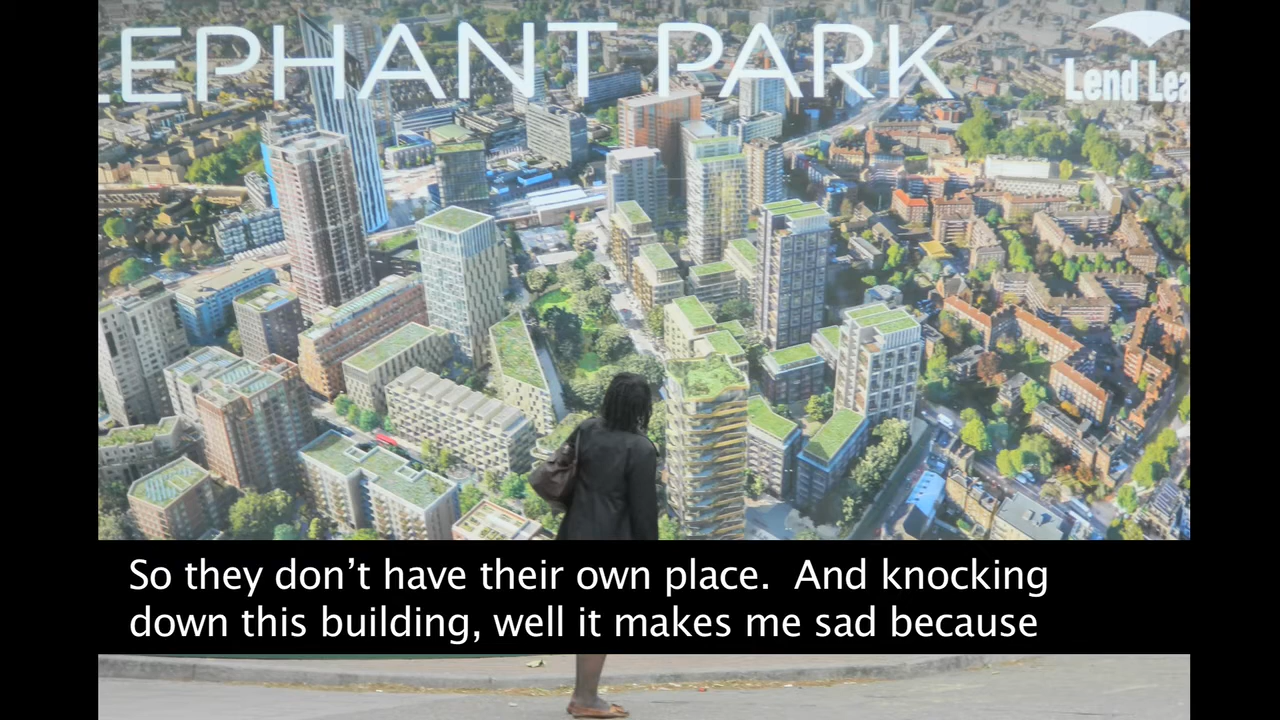 LEPHANT PARK
Lend Lea
So they don’t have their own place.  And knocking
down this building, well it makes me sad because